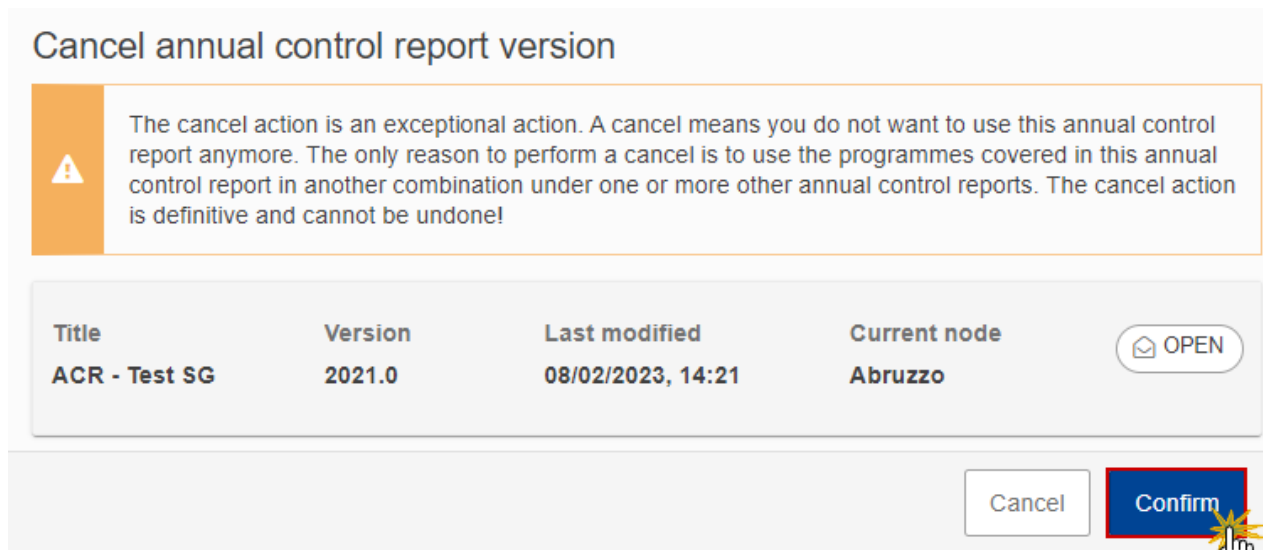 Cancel annual control report version
The cancel action is an exceptional action. A cancel means you do not want to use this annual control
report anymore. The only reason to perform a cancel is to use the programmes covered in this annual
control report in another combination under one or more other annual control reports. The cancel action
is definitive and cannot be undone!
Title Version Last modified Current node OPEN
ACR - Test SG 2021.0 08/02/2023, 14:21 Abruzzo
Cancel Confirm